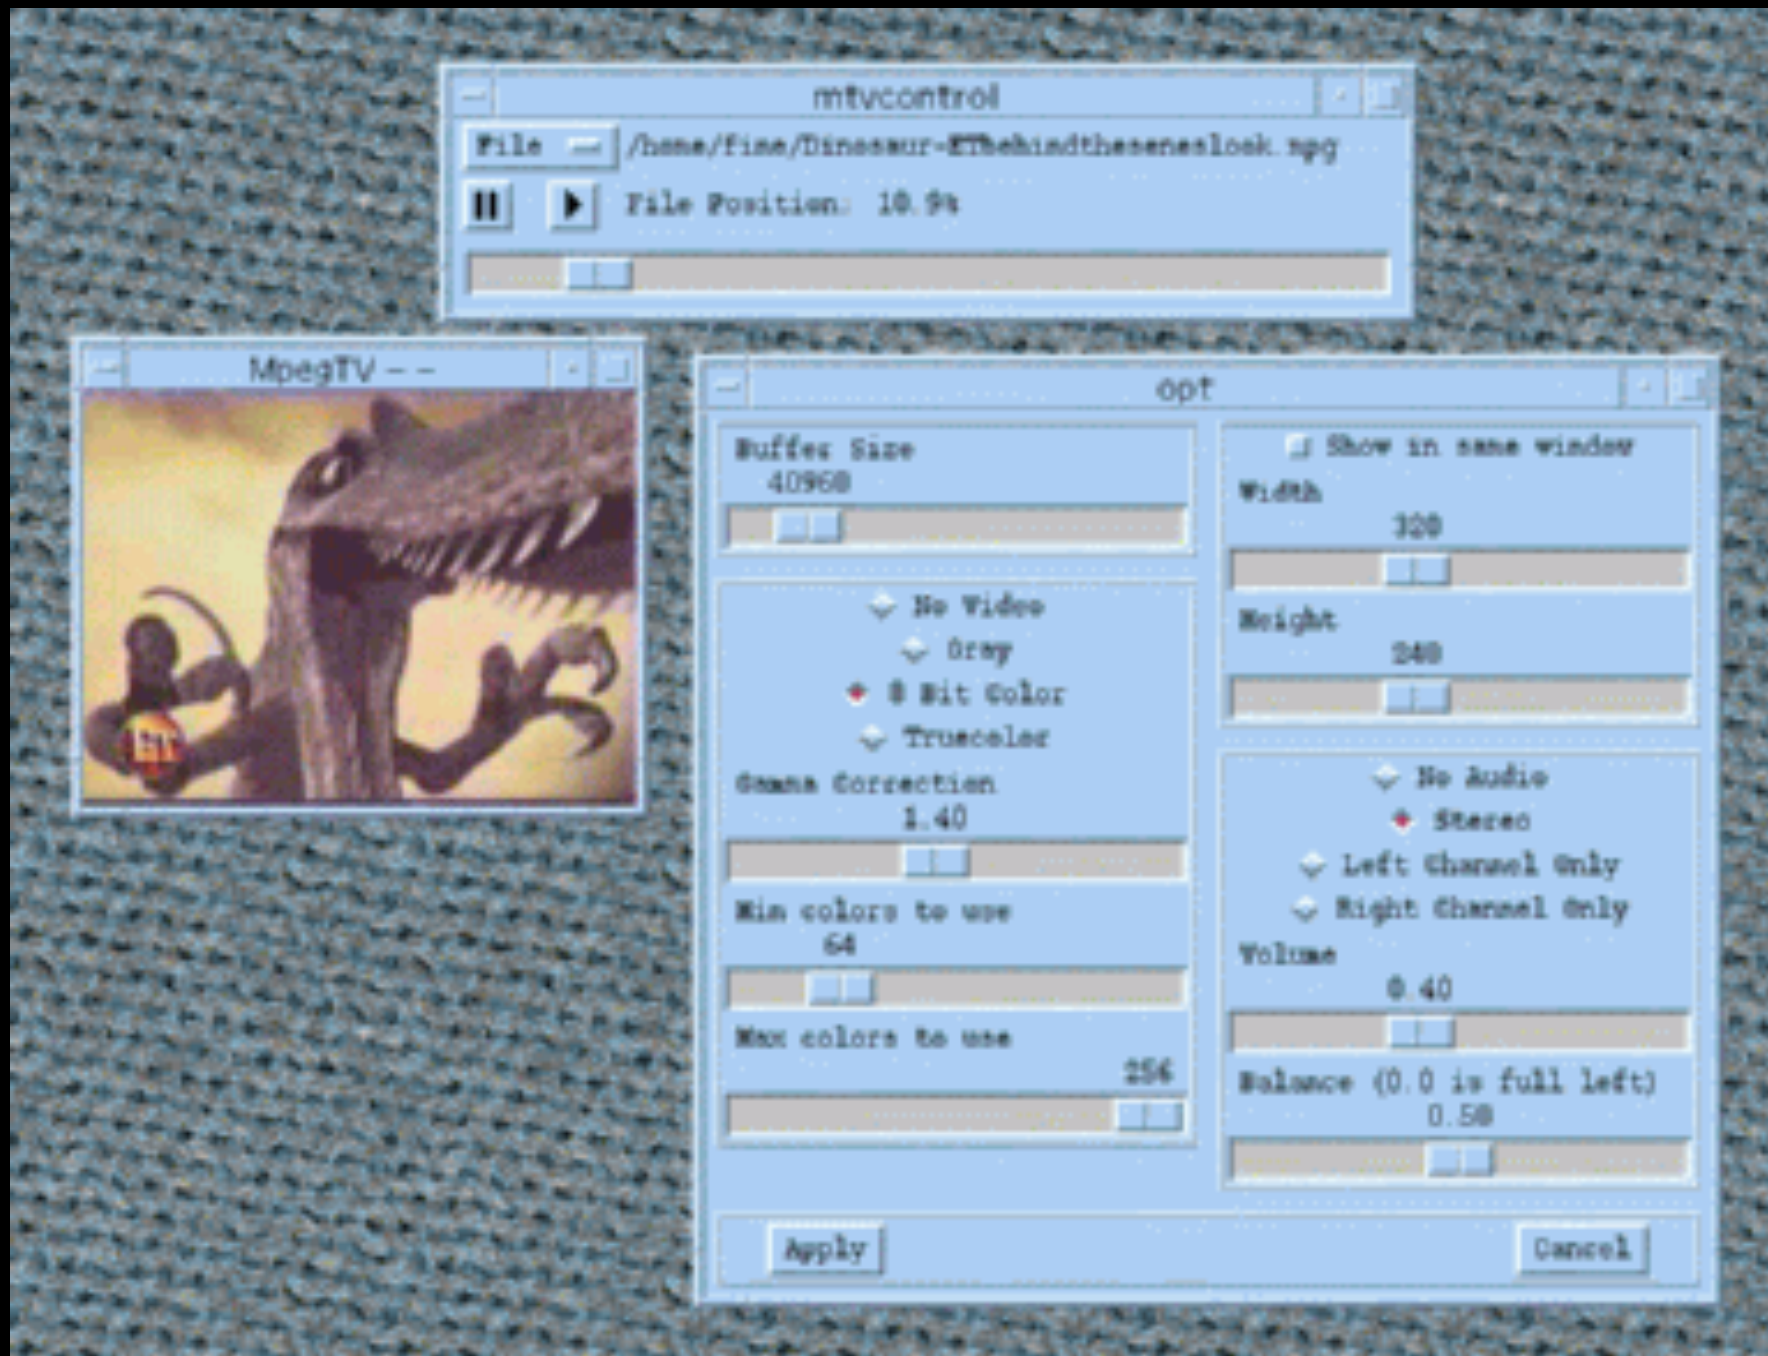 mtvcontrol
File /home/fine/Dinosaur-ETbehindtheseneslook.mpg
File Position: 10.9%
MpegTV - -
ET
opt
Buffer Size
40960
No Video
Gray
8 Bit Color
Truecolor
Gamma Correction
1.40
Min colors to use
64
Max colors to use
256
Show in same window
Width
320
Height
240
No Audio
Stereo
Left Channel Only
Right Channel Only
Volume
0.40
Balance (0.0 is full left)
0.50
Apply
Cancel